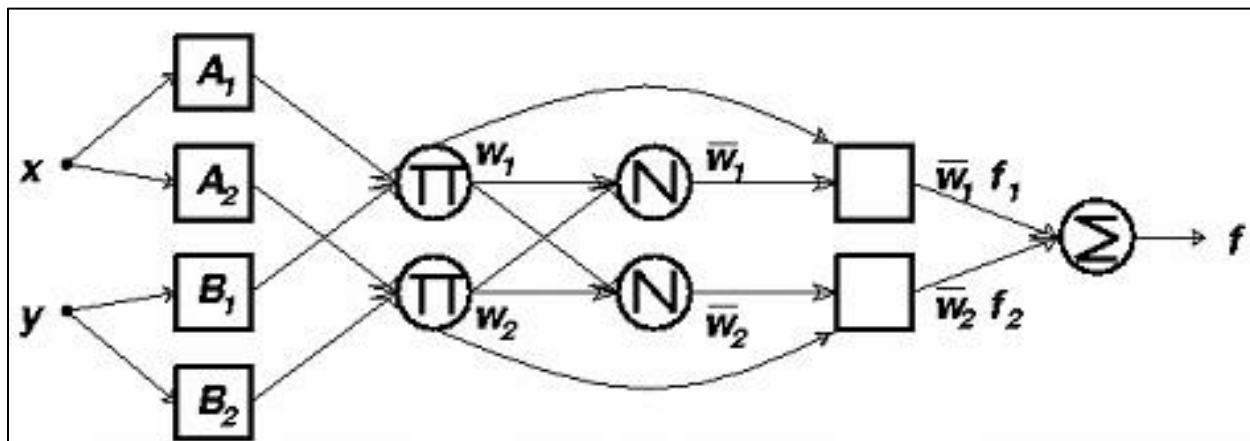 x
y
A₁
A₂
B₁
B₂
Π
Π
w₁
w₂
N
N
w̅₁
w̅₂
w̅₁ f₁
w̅₂ f₂
Σ
f